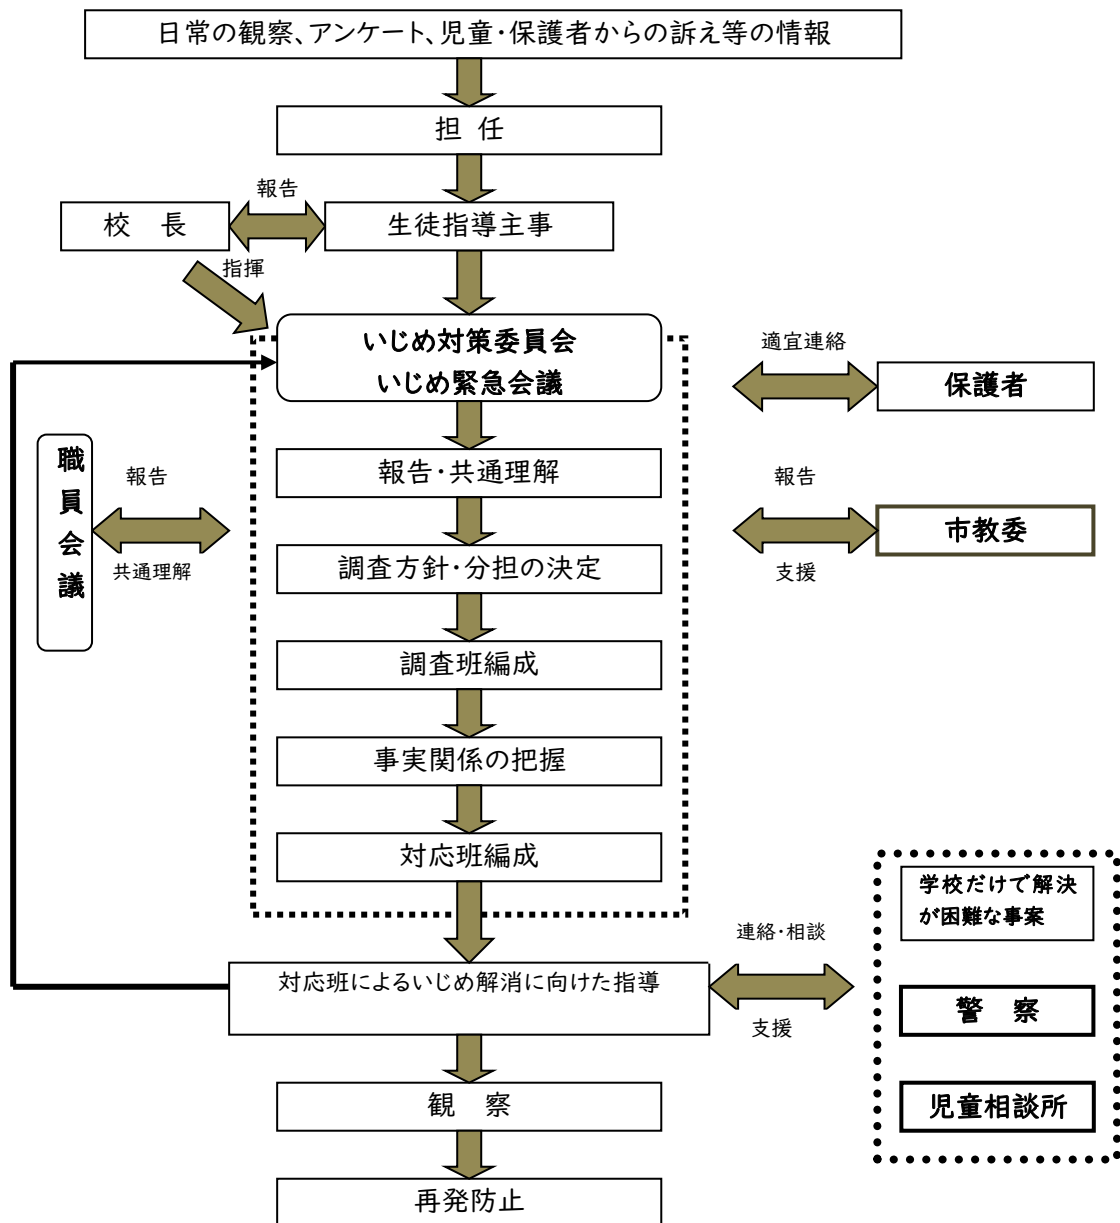 日常の観察、アンケート、児童・保護者からの訴え等の情報
担 任
報告
校　長
生徒指導主事
指揮
いじめ対策委員会
いじめ緊急会議
適宜連絡
保護者
職員会議
報告
共通理解
報告・共通理解
報告
市教委
支援
調査方針・分担の決定
調査班編成
事実関係の把握
対応班編成
学校だけで解決
が困難な事案
連絡・相談
対応班によるいじめ解消に向けた指導
支援
警　察
児童相談所
観　察
再発防止